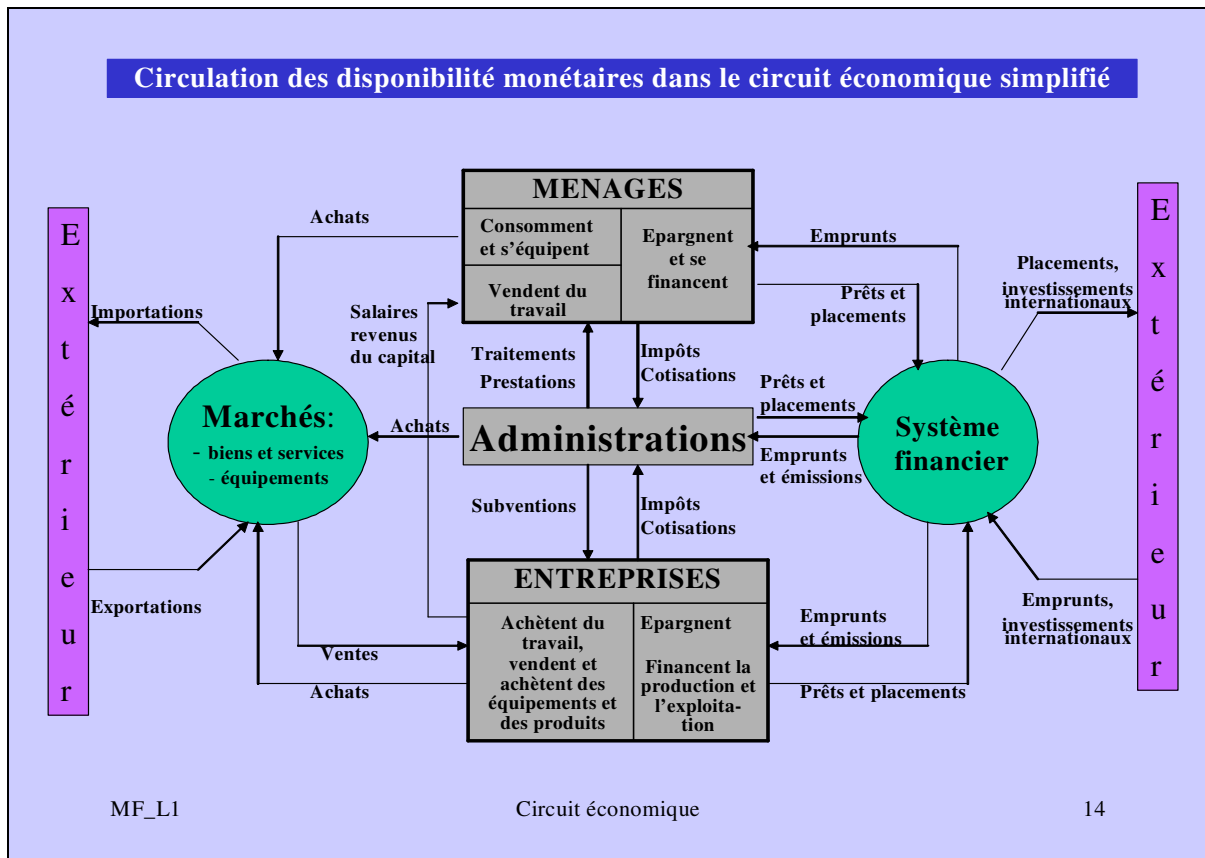 Circulation des disponibilité monétaires dans le circuit économique simplifié
MENAGES
Consomment
et s'équipent
Vendent du
travail
Epargnent
et se
financent
Achats
Emprunts
Prêts et
placements
Placements,
investissements
internationaux
Extérieur
Importations
Salaires
revenus
du capital
Traitements
Prestations
Impôts
Cotisations
Prêts et
placements
Marchés:
- biens et services
- équipements
Achats
Administrations
Emprunts
et émissions
Système
financier
Extérieur
Subventions
Impôts
Cotisations
Exportations
Ventes
Achats
ENTREPRISES
Achètent du
travail,
vendent et
achètent des
équipements et
des produits
Epargnent
Financent la
production et
l'exploita-
tion
Emprunts
et émissions
Prêts et placements
Emprunts,
investissements
internationaux
MF_L1
Circuit économique
14